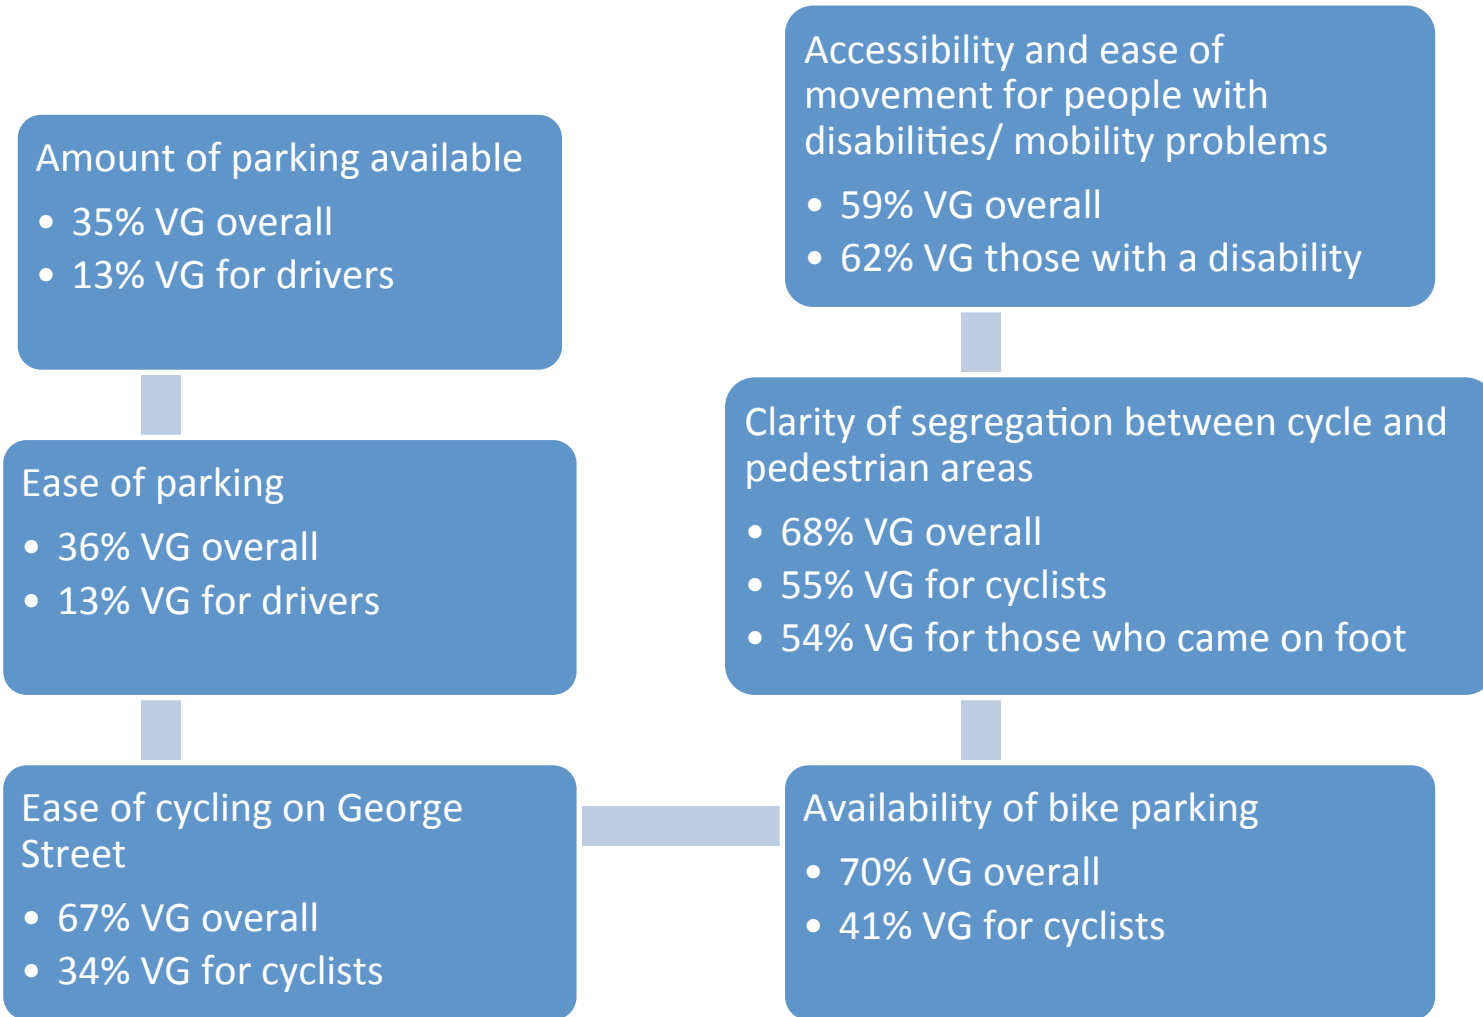 Amount of parking available
• 35% VG overall
• 13% VG for drivers
Ease of parking
• 36% VG overall
• 13% VG for drivers
Ease of cycling on George
Street
• 67% VG overall
• 34% VG for cyclists
Availability of bike parking
• 70% VG overall
• 41% VG for cyclists
Clarity of segregation between cycle and
pedestrian areas
• 68% VG overall
• 55% VG for cyclists
• 54% VG for those who came on foot
Accessibility and ease of
movement for people with
disabilities/ mobility problems
• 59% VG overall
• 62% VG those with a disability